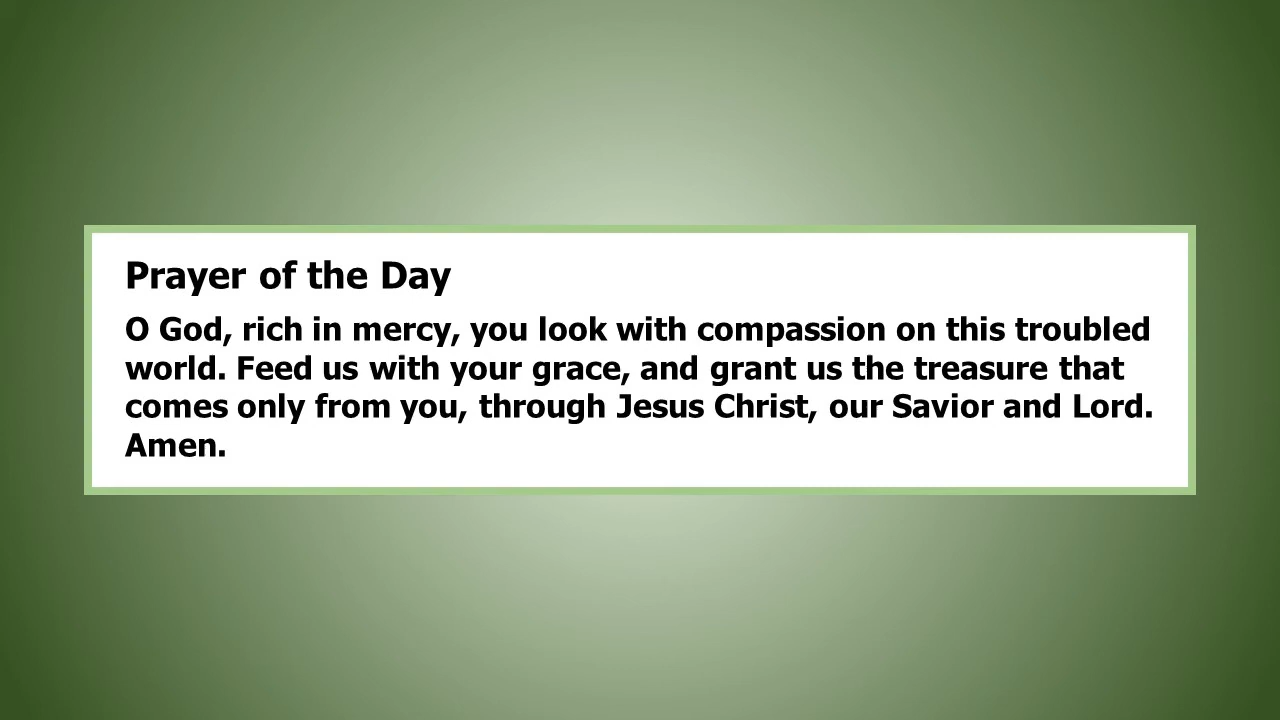 Prayer of the Day
O God, rich in mercy, you look with compassion on this troubled
world. Feed us with your grace, and grant us the treasure that
comes only from you, through Jesus Christ, our Savior and Lord.
Amen.